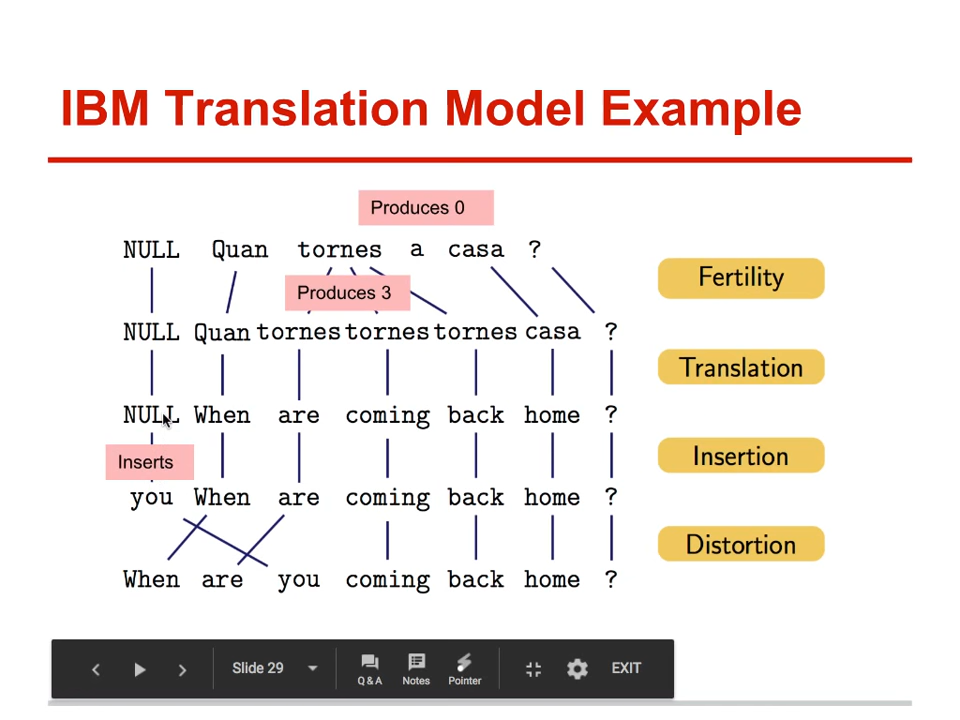 IBM Translation Model Example
Produces 0
NULL Quan tornes a casa ?
Fertility
Produces 3
NULL Quan tornes tornes tornes casa ?
Translation
NULL When are coming back home ?
Inserts
Insertion
you When are coming back home ?
Distortion
When are you coming back home ?
Slide 29
EXIT
Q & A Notes Pointer